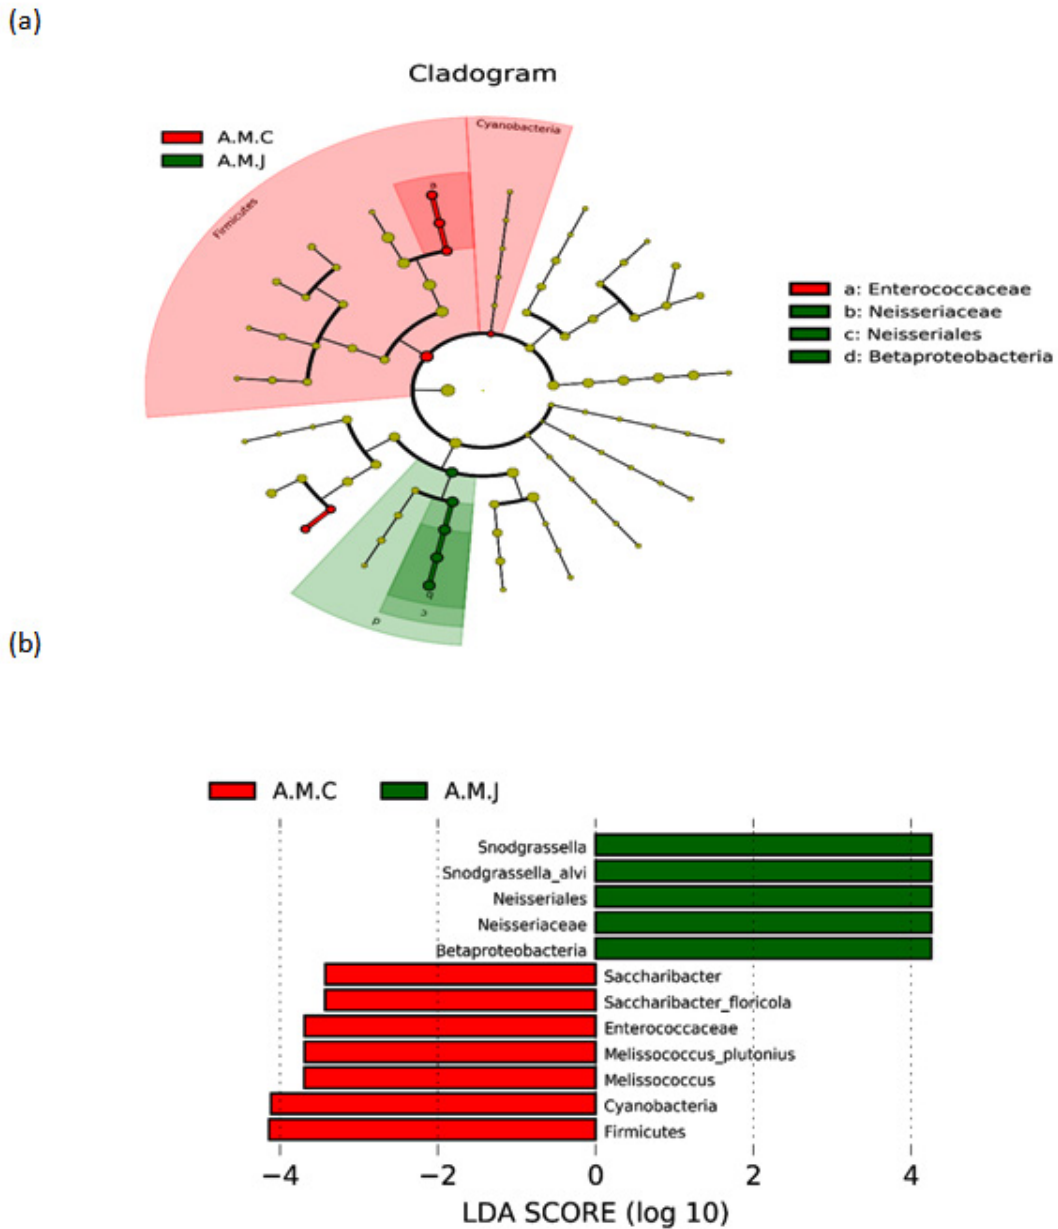 (a)
Cladogram
A.M.C
A.M.J
Cyanobacteria
Firmicutes
a
a: Enterococcaceae
b: Neisseriaceae
c: Neisseriales
d: Betaproteobacteria
b
c
d
(b)
A.M.C A.M.J
Snodgrassella
Snodgrassella_alvi
Neisseriales
Neisseriaceae
Betaproteobacteria
Saccharibacter
Saccharibacter_floricola
Enterococcaceae
Melissococcus_plutonius
Melissococcus
Cyanobacteria
Firmicutes
−4 −2 0 2 4
LDA SCORE (log 10)